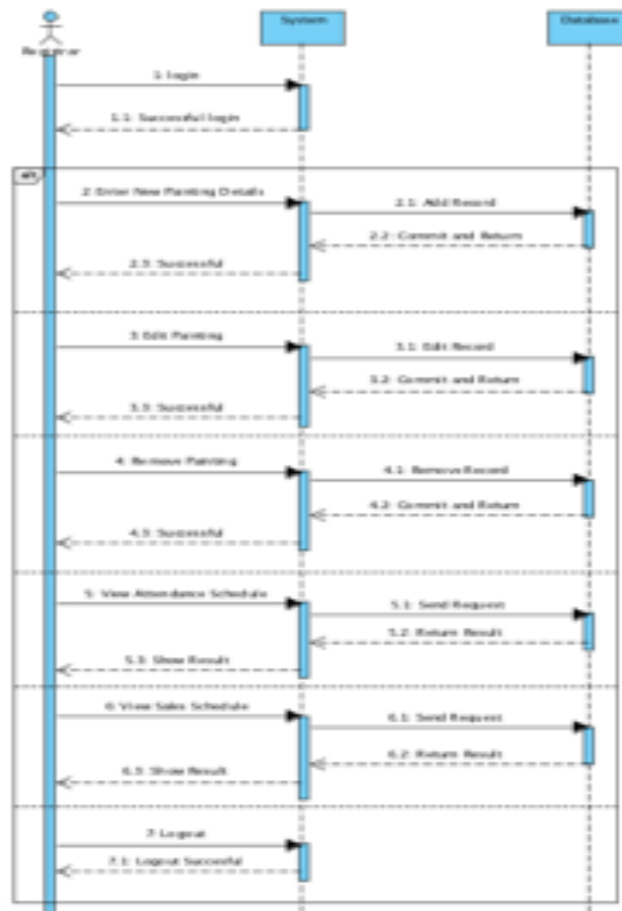 System
Database
Registrar
1: login
1.1: Successful login
alt
2: Enter New Painting Details
2.1: Add Record
2.2: Commit and Return
2.3: Successful
3: Edit Painting
3.1: Edit Record
3.2: Commit and Return
3.3: Successful
4: Remove Painting
4.1: Remove Record
4.2: Commit and Return
4.3: Successful
5: View Attendance Schedule
5.1: Send Request
5.2: Return Result
5.3: Show Result
6: View Sales Schedule
6.1: Send Request
6.2: Return Result
6.3: Show Result
7: Logout
7.1: Logout Succesful